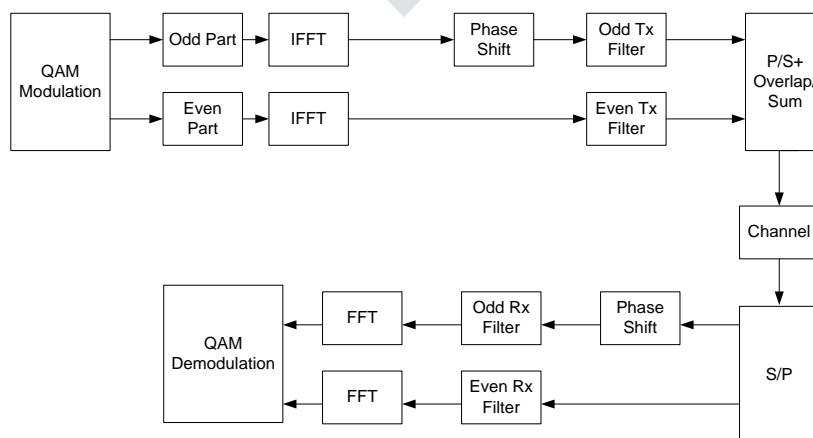 QAM
Modulation
Odd Part
IFFT
Phase
Shift
Odd Tx
Filter
P/S+
Overlap/
Sum
Even
Part
IFFT
Even Tx
Filter
Channel
QAM
Demodulation
FFT
Odd Rx
Filter
Phase
Shift
S/P
FFT
Even Rx
Filter